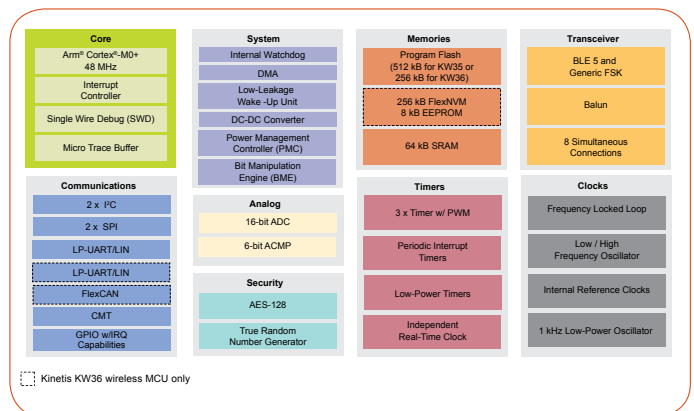 Core
Arm® Cortex®-M0+
48 MHz
Interrupt
Controller
Single Wire Debug (SWD)
Micro Trace Buffer
System
Internal Watchdog
DMA
Low-Leakage
Wake -Up Unit
DC-DC Converter
Power Management
Controller (PMC)
Bit Manipulation
Engine (BME)
Memories
Program Flash
(512 kB for KW35 or
256 kB for KW36)
256 kB FlexNVM
8 kB EEPROM
64 kB SRAM
Transceiver
BLE 5 and
Generic FSK
Balun
8 Simultaneous
Connections
Communications
2 x I²C
2 x SPI
LP-UART/LIN
LP-UART/LIN
FlexCAN
CMT
GPIO w/IRQ
Capabilities
Analog
16-bit ADC
6-bit ACMP
Security
AES-128
True Random
Number Generator
Timers
3 x Timer w/ PWM
Periodic Interrupt
Timers
Low-Power Timers
Independent
Real-Time Clock
Clocks
Frequency Locked Loop
Low / High
Frequency Oscillator
Internal Reference Clocks
1 kHz Low-Power Oscillator
Kinetis KW36 wireless MCU only